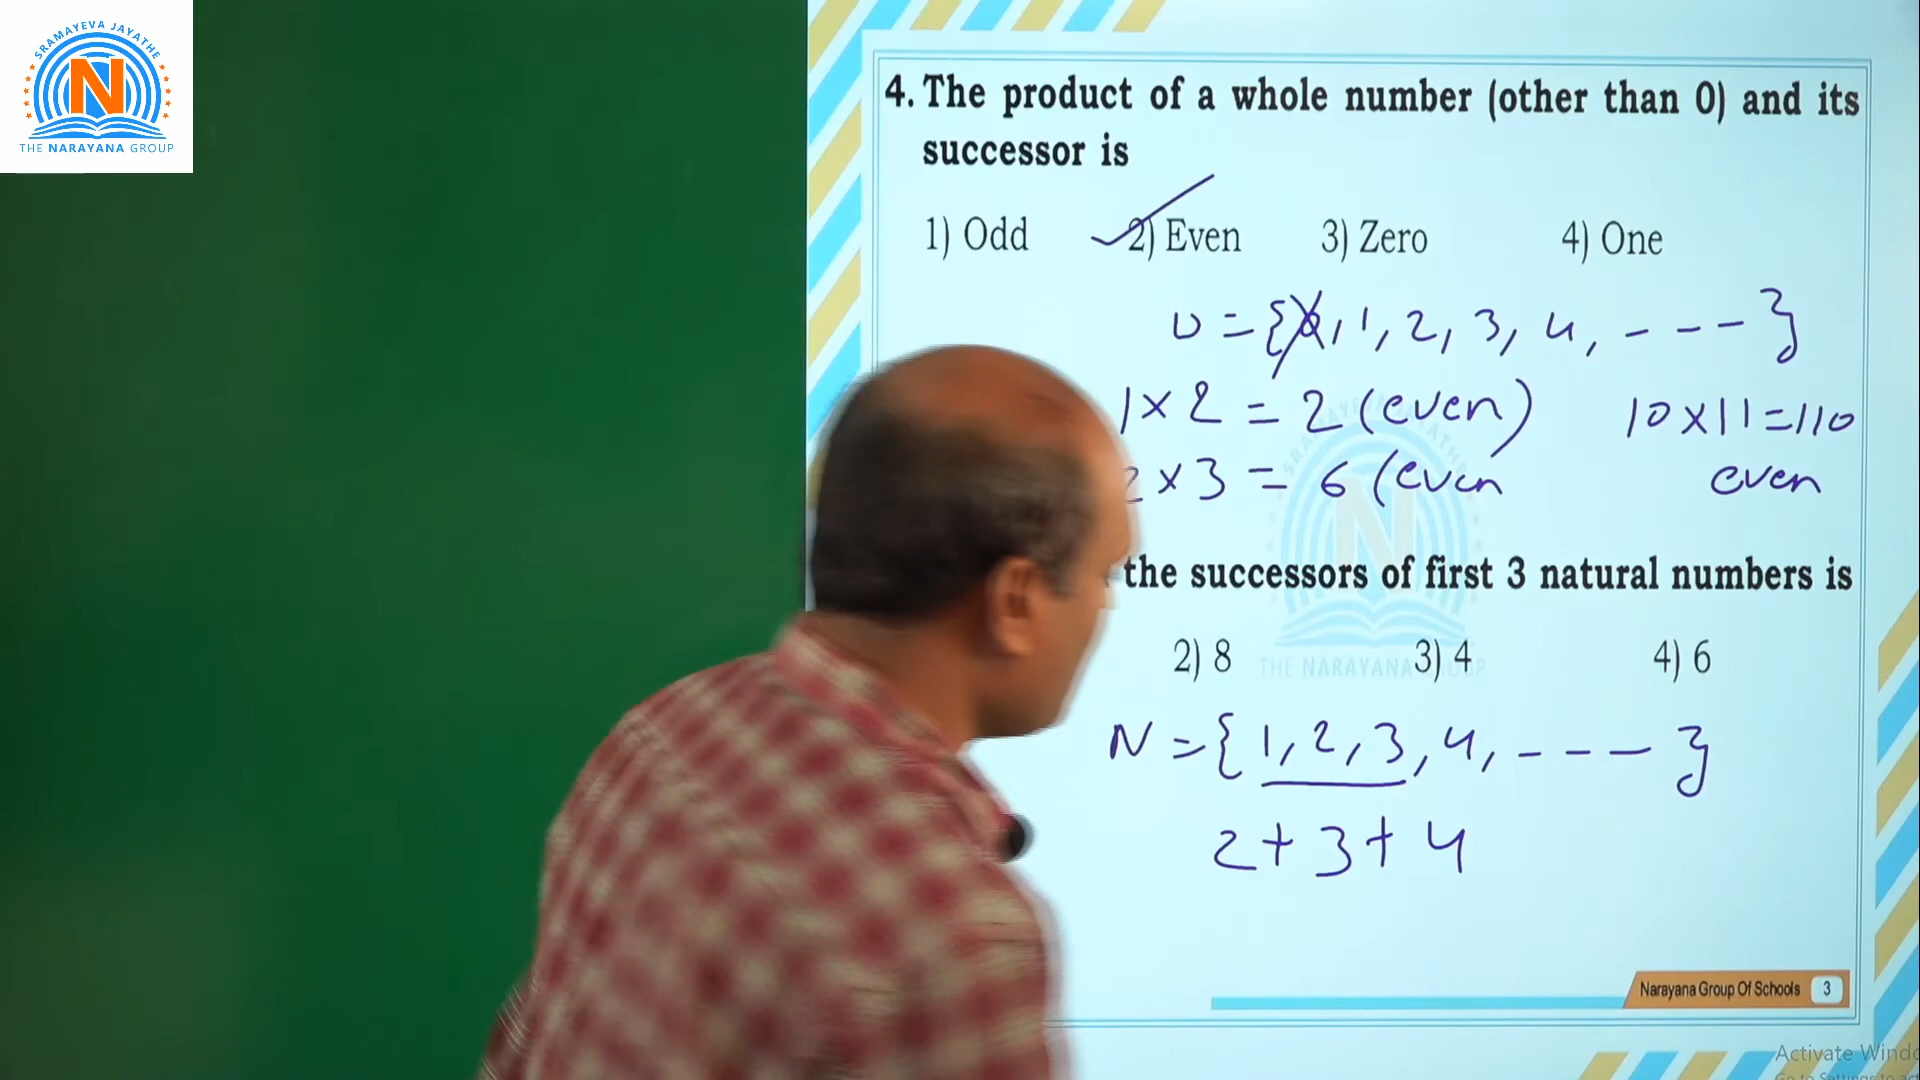 SRAMAYEVA JAYATHE
N
THE NARAYANA GROUP
4. The product of a whole number (other than 0) and its
successor is
1) Odd 2) Even 3) Zero 4) One
= {0, 1, 2, 3, 4, - - - }
1 × 2 = 2 (even) 10 × 11 = 110
2 × 3 = 6 (even even
the successors of first 3 natural numbers is
2) 8 3) 4 4) 6
THE NARAYANA GROUP
N = { 1, 2, 3, 4, - - - }
2 + 3 + 4
Narayana Group Of Schools 3
Activate Windo